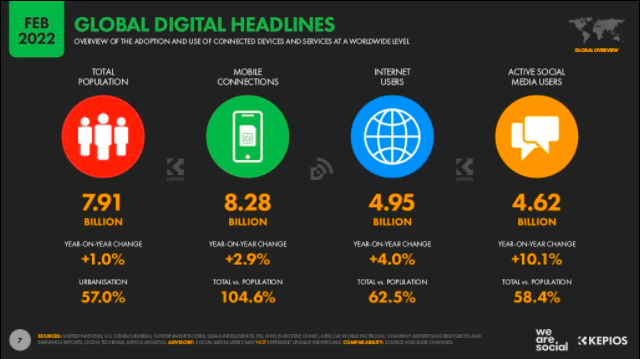 FEB
2022
GLOBAL DIGITAL HEADLINES
OVERVIEW OF THE ADOPTION AND USE OF CONNECTED DEVICES AND SERVICES AT A WORLDWIDE LEVEL
GLOBAL OVERVIEW
TOTAL
POPULATION
MOBILE
CONNECTIONS
INTERNET
USERS
ACTIVE SOCIAL
MEDIA USERS
KEPIOS
KEPIOS
7.91
BILLION
8.28
BILLION
4.95
BILLION
4.62
BILLION
YEAR-ON-YEAR CHANGE
+1.0%
YEAR-ON-YEAR CHANGE
+2.9%
YEAR-ON-YEAR CHANGE
+4.0%
YEAR-ON-YEAR CHANGE
+10.1%
URBANISATION
57.0%
TOTAL vs. POPULATION
104.6%
TOTAL vs. POPULATION
62.5%
TOTAL vs. POPULATION
58.4%
7
SOURCES: UNITED NATIONS; U.S. CENSUS BUREAU; GOVERNMENT BODIES; GSMA INTELLIGENCE; ITU; GWI; EUROSTAT; CNNIC; APJII; CIA WORLD FACTBOOK; COMPANY ADVERTISING RESOURCES AND
EARNINGS REPORTS; OCDH; TECHRASA; KEPIOS ANALYSIS. ADVISORY: SOCIAL MEDIA USERS MAY NOT REPRESENT UNIQUE INDIVIDUALS. COMPARABILITY: SOURCE AND BASE CHANGES.
we
are.
social
KEPIOS